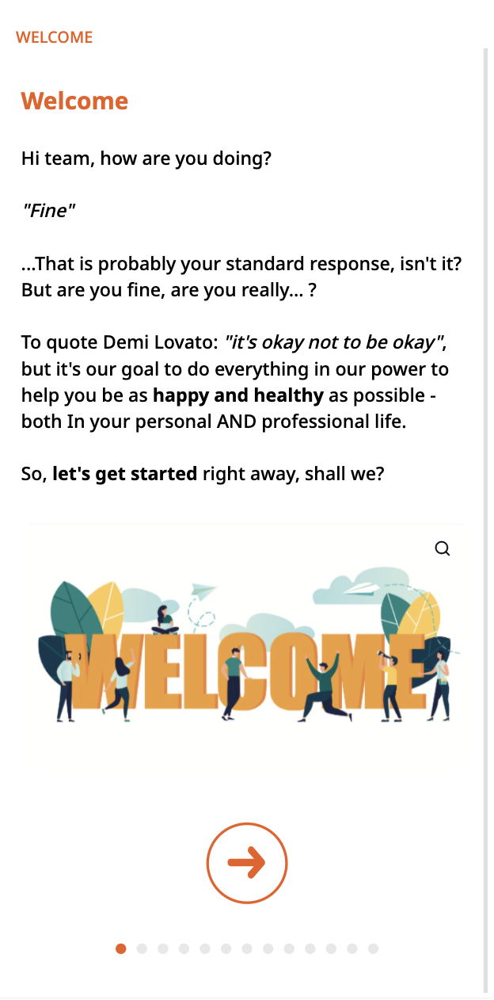 WELCOME
Welcome
Hi team, how are you doing?
"Fine"
...That is probably your standard response, isn't it?
But are you fine, are you really... ?
To quote Demi Lovato: "it's okay not to be okay",
but it's our goal to do everything in our power to
help you be as happy and healthy as possible -
both In your personal AND professional life.
So, let's get started right away, shall we?
WELCOME